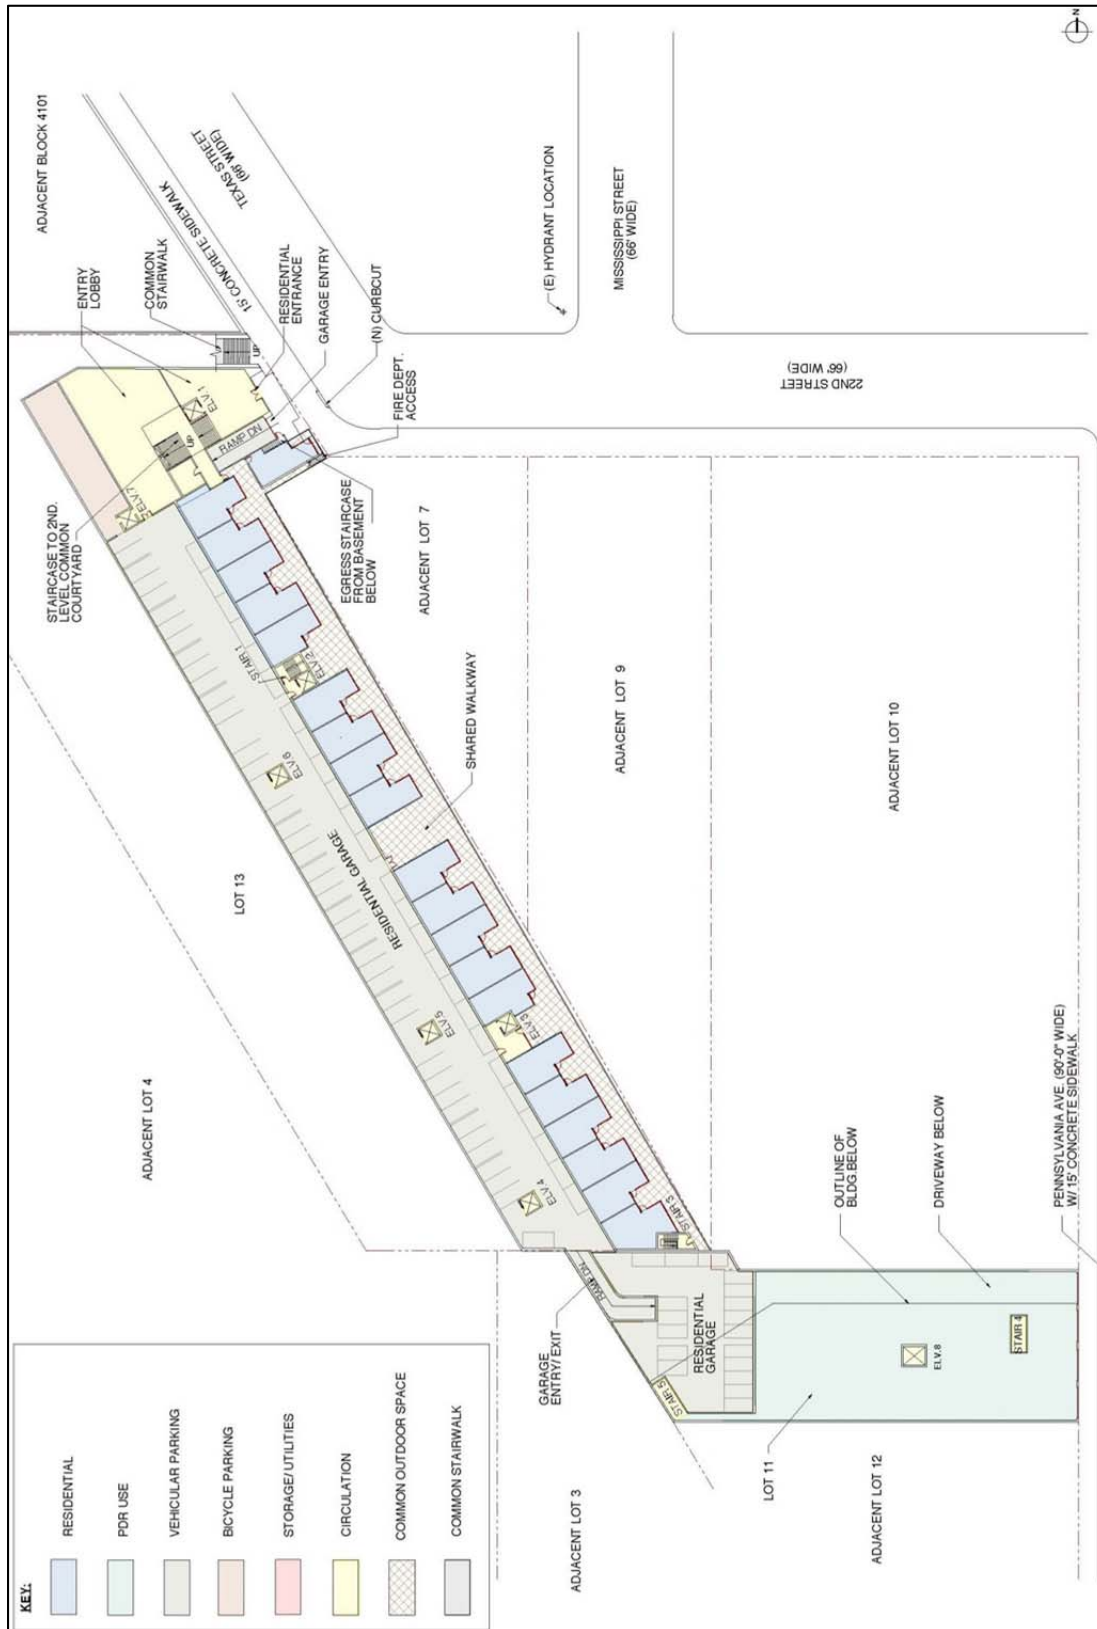 N
ADJACENT BLOCK 4101
TEXAS STREET
(66' WIDE)
15' CONCRETE SIDEWALK
ENTRY
LOBBY
COMMON
STAIRWALK
RESIDENTIAL
ENTRANCE
GARAGE ENTRY
(N) CURBCUT
FIRE DEPT.
ACCESS
(E) HYDRANT LOCATION
MISSISSIPPI STREET
(66' WIDE)
22ND STREET
(66' WIDE)
UP
ELV.1
UP
RAMP DN
ELV.7
STAIRCASE TO 2ND.
LEVEL COMMON
COURTYARD
EGRESS STAIRCASE
FROM BASEMENT
BELOW
ADJACENT LOT 7
STAIR 1
ELV.2
ELV.6
SHARED WALKWAY
ADJACENT LOT 9
ADJACENT LOT 10
LOT 13
RESIDENTIAL GARAGE
ELV.5
ELV.3
ADJACENT LOT 4
ELV.4
STAIR 3
OUTLINE OF
BLDG.BELOW
DRIVEWAY BELOW
PENNSYLVANIA AVE. (90'-0" WIDE)
W/ 15' CONCRETE SIDEWALK
RAMP DN
GARAGE
ENTRY/ EXIT
RESIDENTIAL
GARAGE
STAIR 5
ELV.8
STAIR 4
LOT 11
ADJACENT LOT 12
ADJACENT LOT 3
KEY:
RESIDENTIAL
PDR USE
VEHICULAR PARKING
BICYCLE PARKING
STORAGE/ UTILITIES
CIRCULATION
COMMON OUTDOOR SPACE
COMMON STAIRWALK